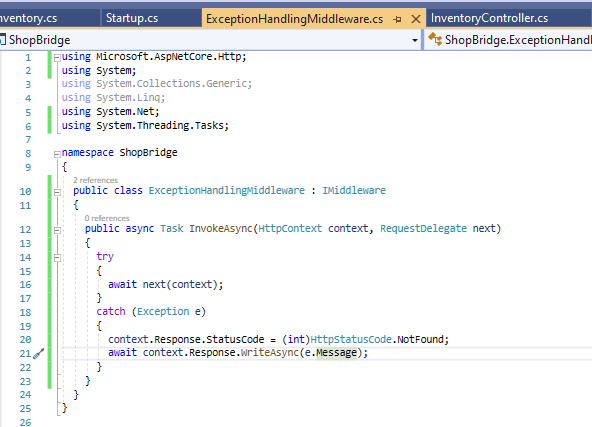 nventory.cs Startup.cs ExceptionHandlingMiddleware.cs InventoryController.cs
ShopBridge ShopBridge.ExceptionHandl
1 using Microsoft.AspNetCore.Http;
2 using System;
3 using System.Collections.Generic;
4 using System.Linq;
5 using System.Net;
6 using System.Threading.Tasks;
7
8 namespace ShopBridge
9 {
2 references
10 public class ExceptionHandlingMiddleware : IMiddleware
11 {
0 references
12 public async Task InvokeAsync(HttpContext context, RequestDelegate next)
13 {
14 try
15 {
16 await next(context);
17 }
18 catch (Exception e)
19 {
20 context.Response.StatusCode = (int)HttpStatusCode.NotFound;
21 await context.Response.WriteAsync(e.Message);
22 }
23 }
24 }
25 }
26